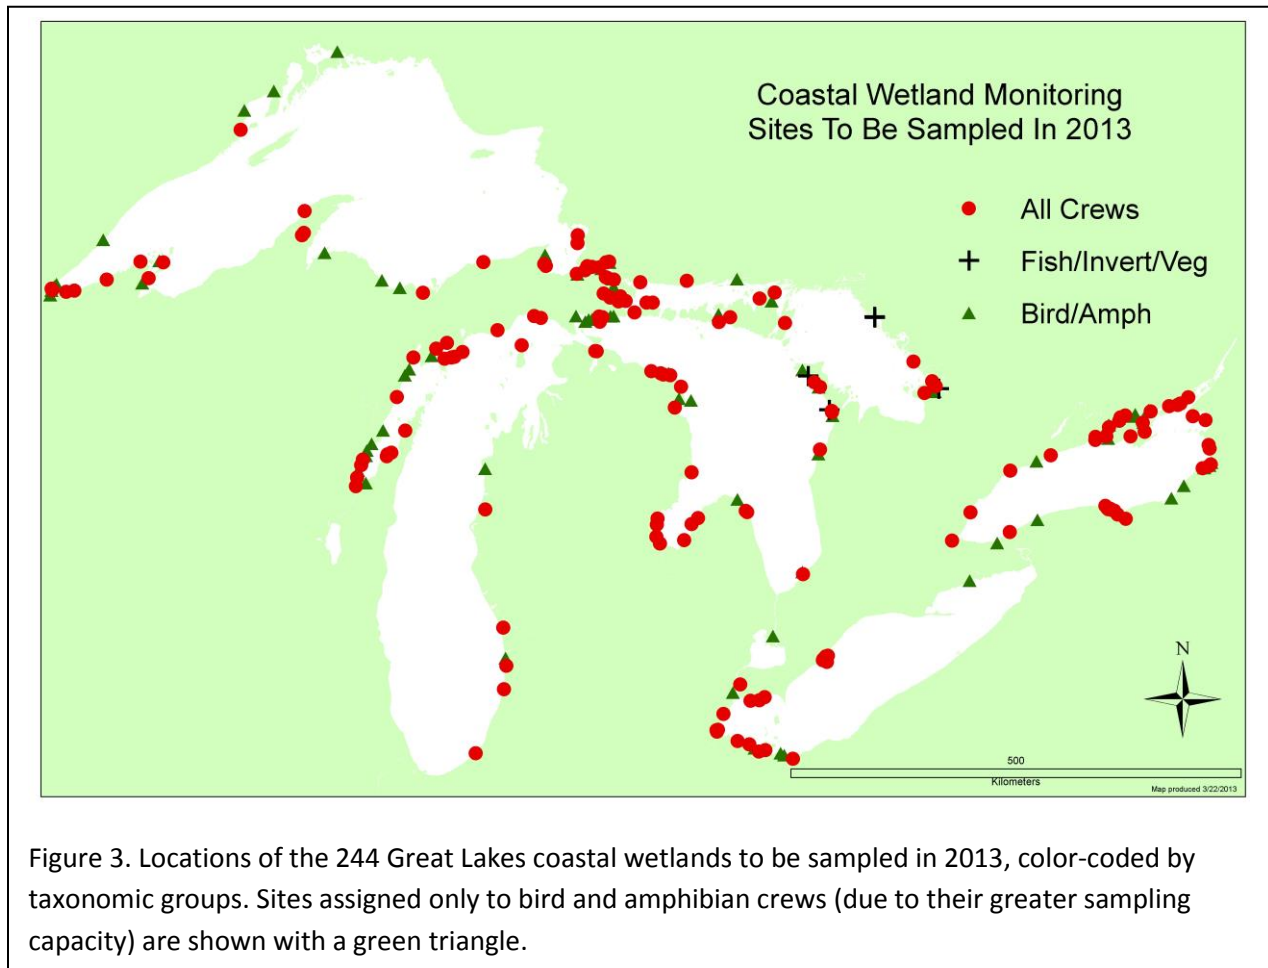 Coastal Wetland Monitoring
Sites To Be Sampled In 2013
All Crews
Fish/Invert/Veg
Bird/Amph
N
500
Kilometers
Map produced 3/22/2013
Figure 3. Locations of the 244 Great Lakes coastal wetlands to be sampled in 2013, color-coded by
taxonomic groups. Sites assigned only to bird and amphibian crews (due to their greater sampling
capacity) are shown with a green triangle.